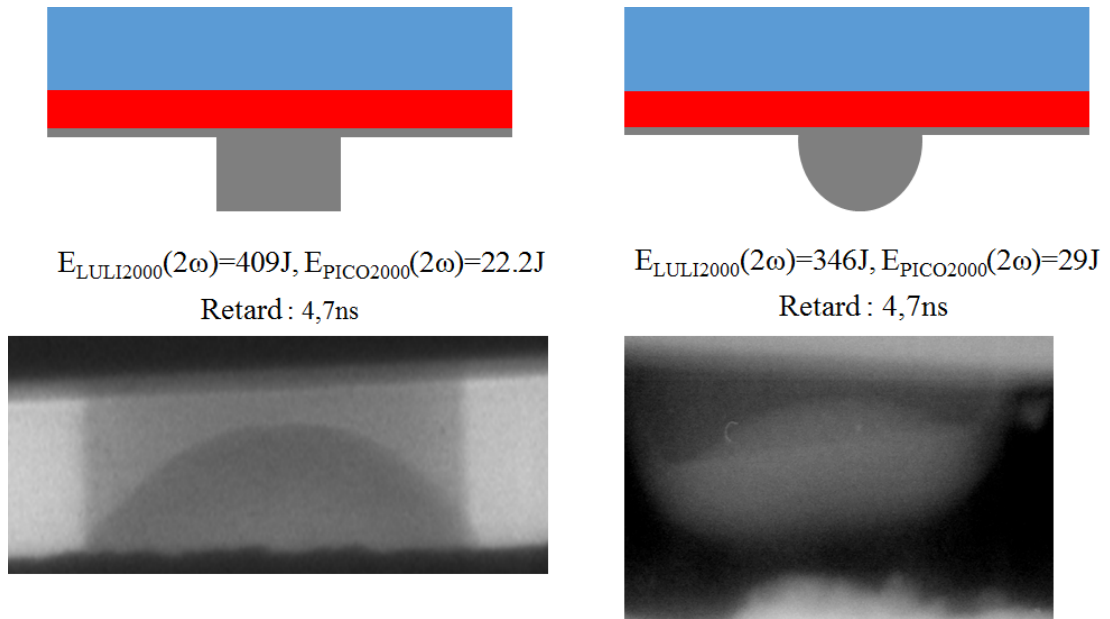 E_LULI2000(2ω)=409J, E_PICO2000(2ω)=22.2J
Retard : 4,7ns
E_LULI2000(2ω)=346J, E_PICO2000(2ω)=29J
Retard : 4,7ns